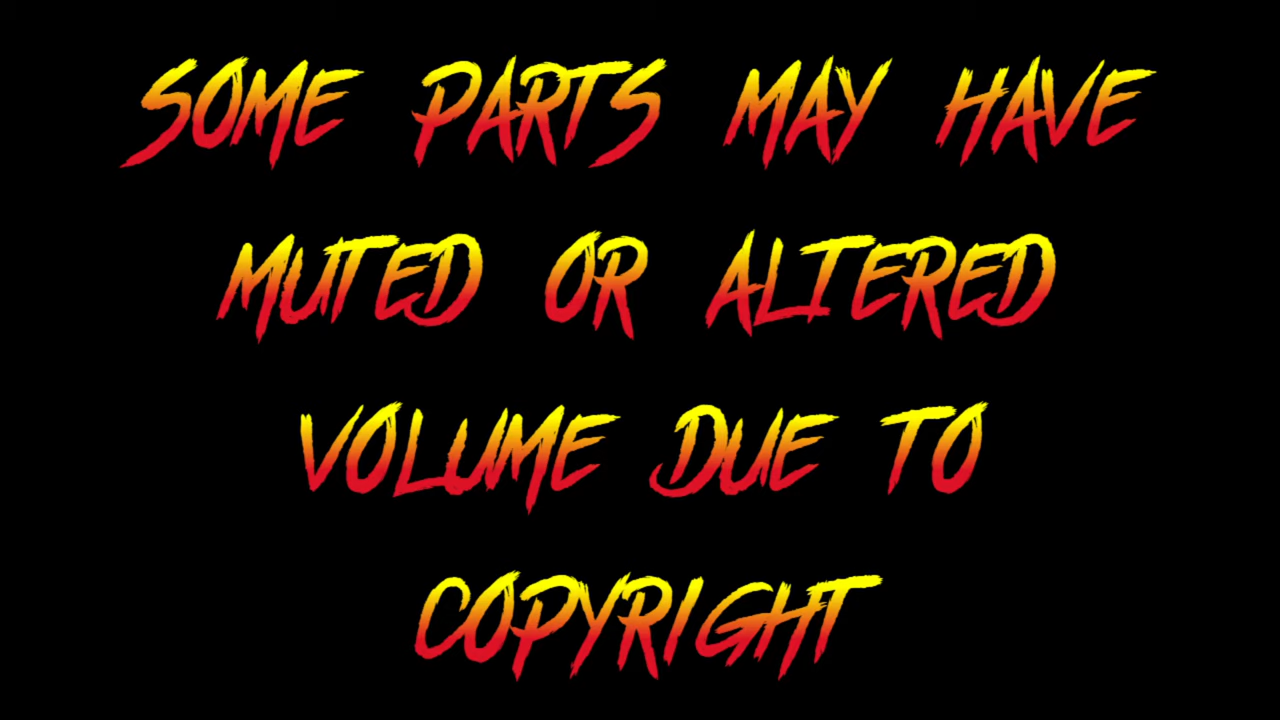 SOME PARTS MAY HAVE
MUTED OR ALTERED
VOLUME DUE TO
COPYRIGHT